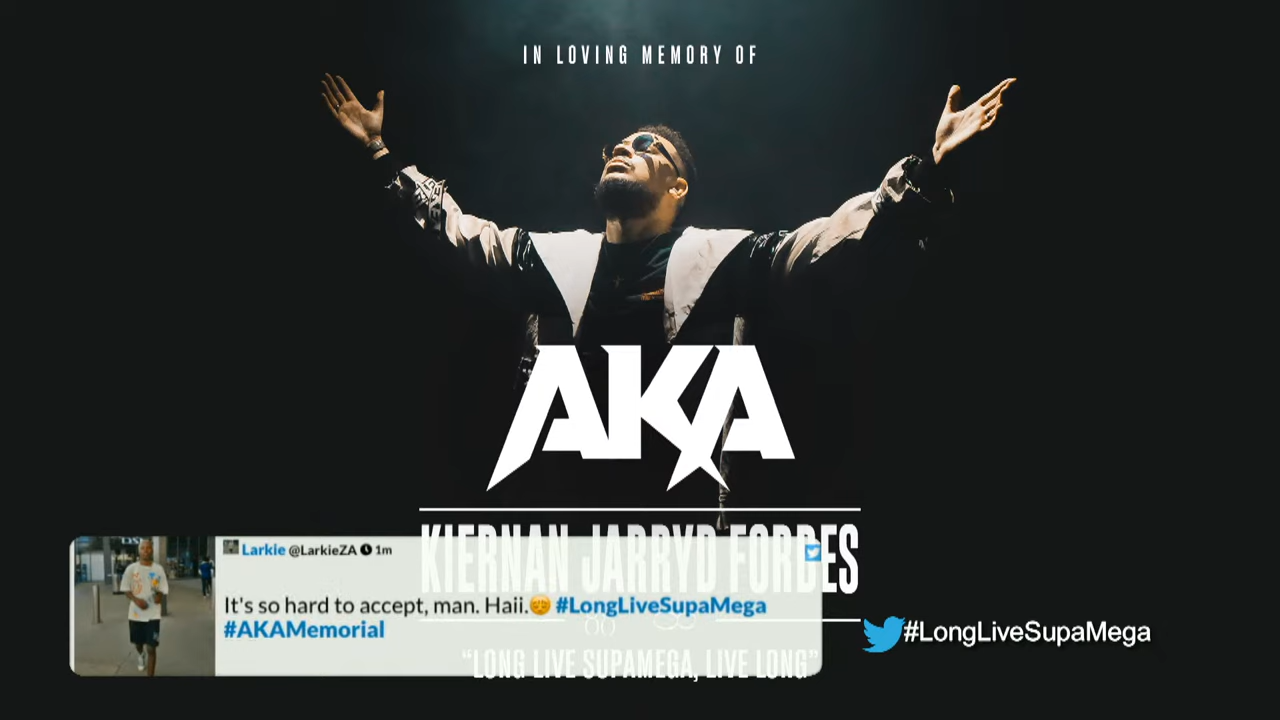 IN LOVING MEMORY OF
AKA
KIERNAN JARRYD FORBES
Larkie @LarkieZA 1m
It's so hard to accept, man. Haii.😔 #LongLiveSupaMega
#AKAMemorial
#LongLiveSupaMega
“LONG LIVE SUPAMEGA, LIVE LONG”